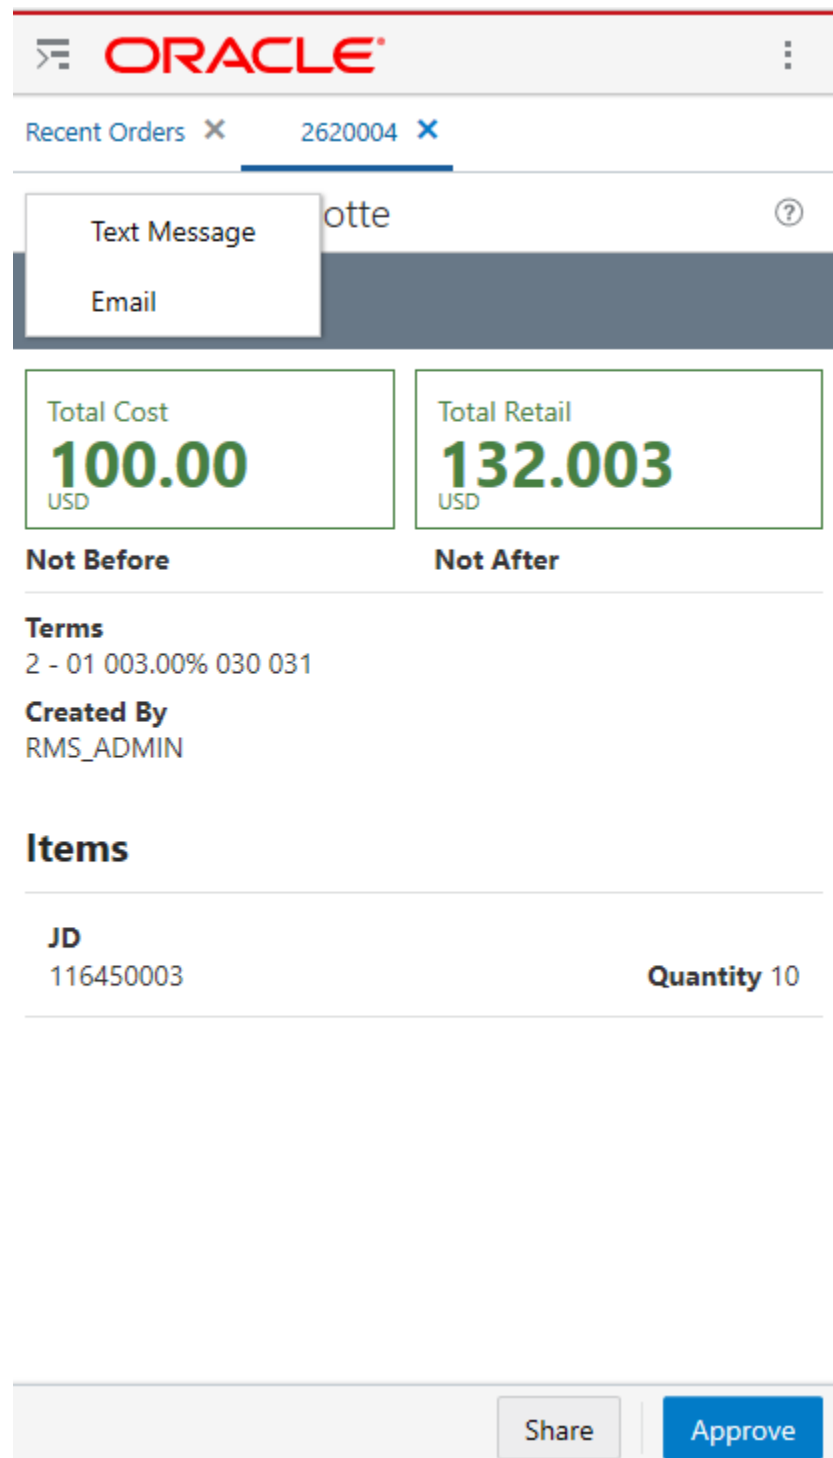 ORACLE
Recent Orders 2620004
otte
Text Message
Email
Total Cost
100.00
USD
Total Retail
132.003
USD
Not Before Not After
Terms
2 - 01 003.00% 030 031
Created By
RMS_ADMIN
Items
JD
116450003 Quantity 10
Share Approve